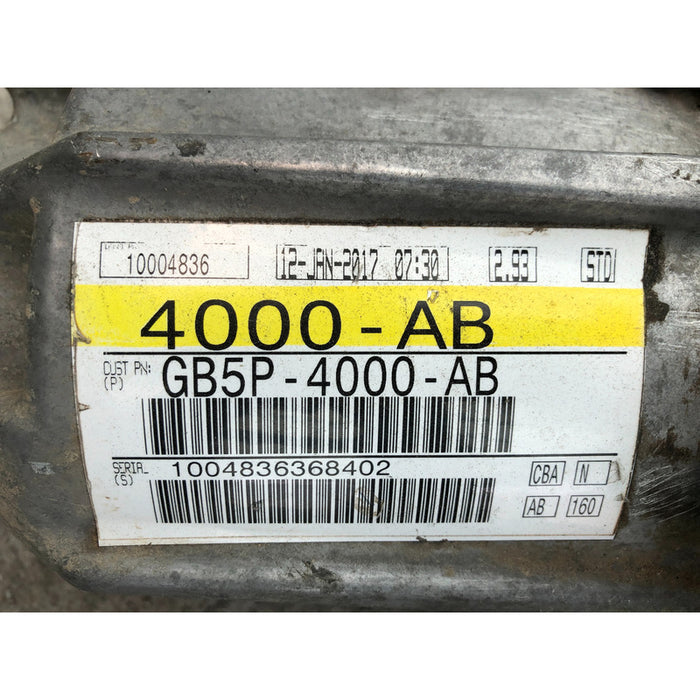 10004836 12-JAN-2017 07:30 2.93 STD
4000-AB
CUST PN: GB5P-4000-AB
(P)
SERIAL 1004836368402
(S)
CBA N
AB 160